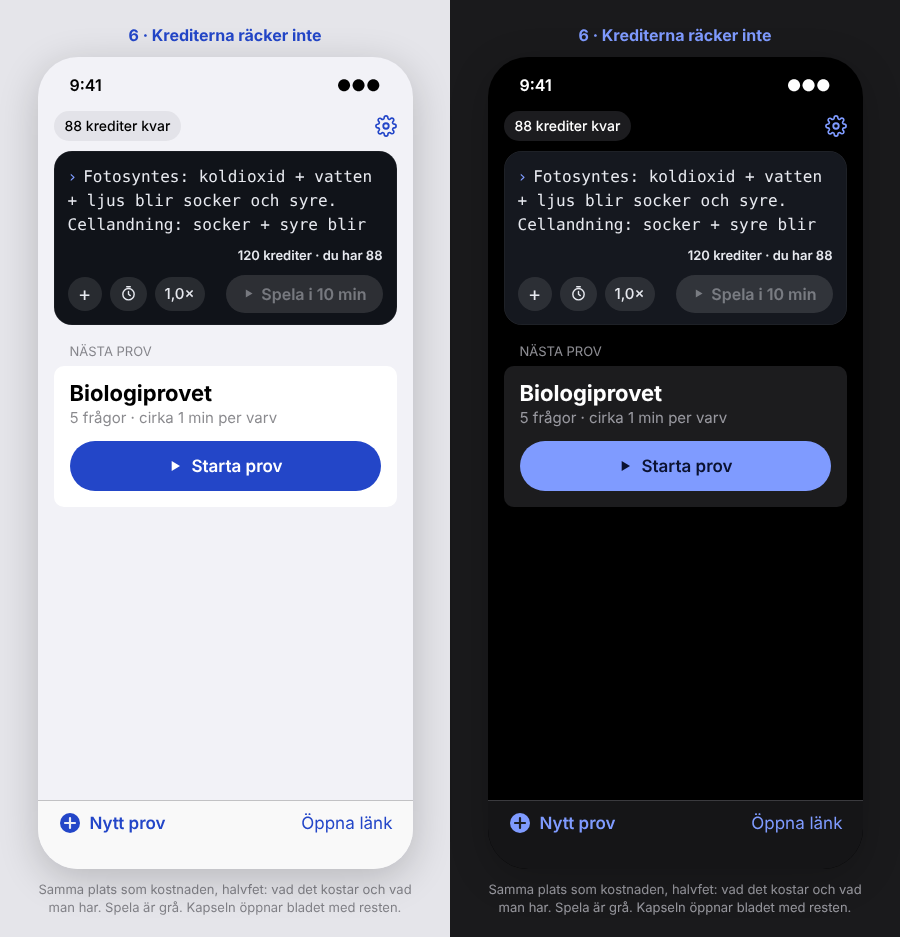 6 · Krediterna räcker inte
9:41
88 krediter kvar
› Fotosyntes: koldioxid + vatten
+ ljus blir socker och syre.
Cellandning: socker + syre blir
120 krediter · du har 88
+ 1,0× Spela i 10 min
NÄSTA PROV
Biologiprovet
5 frågor · cirka 1 min per varv
Starta prov
Nytt prov Öppna länk
Samma plats som kostnaden, halvfet: vad det kostar och vad
man har. Spela är grå. Kapseln öppnar bladet med resten.
6 · Krediterna räcker inte
9:41
88 krediter kvar
› Fotosyntes: koldioxid + vatten
+ ljus blir socker och syre.
Cellandning: socker + syre blir
120 krediter · du har 88
+ 1,0× Spela i 10 min
NÄSTA PROV
Biologiprovet
5 frågor · cirka 1 min per varv
Starta prov
Nytt prov Öppna länk
Samma plats som kostnaden, halvfet: vad det kostar och vad
man har. Spela är grå. Kapseln öppnar bladet med resten.